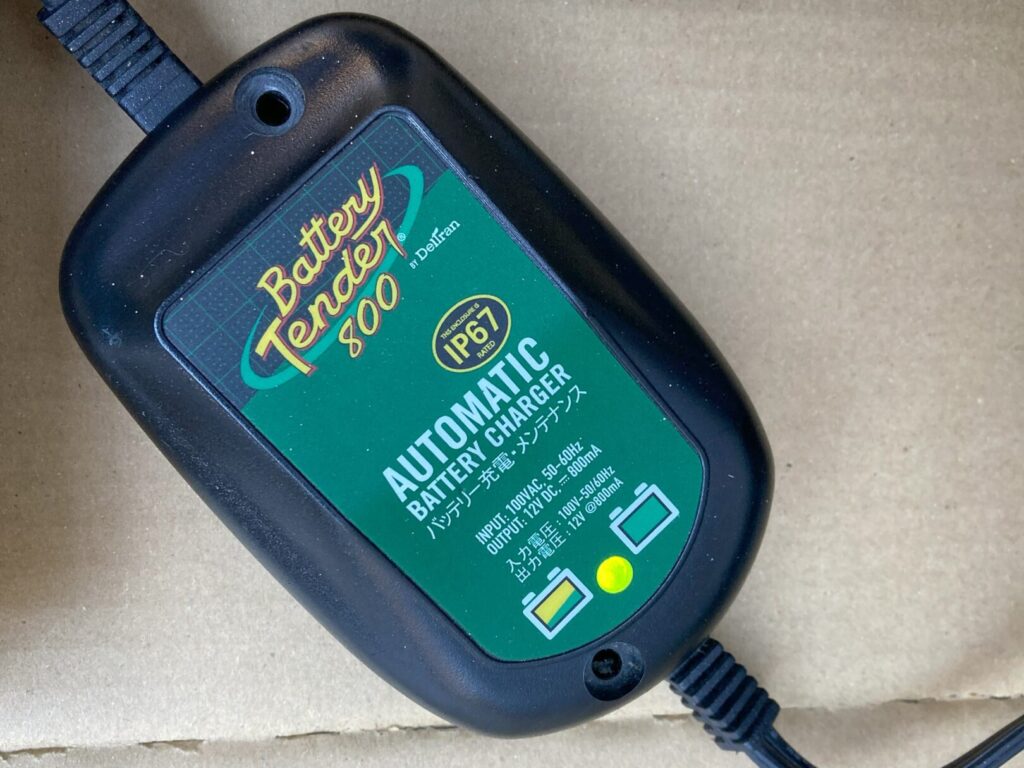 Battery
Tender®
800
BY Deltran
THIS ENCLOSURE IS
IP67
RATED
AUTOMATIC
BATTERY CHARGER
バッテリー充電・メンテナンス
INPUT: 100VAC, 50-60Hz
OUTPUT: 12V DC, ⎓ 800mA
入力電圧：100V~50/60Hz
出力電圧：12V @800mA